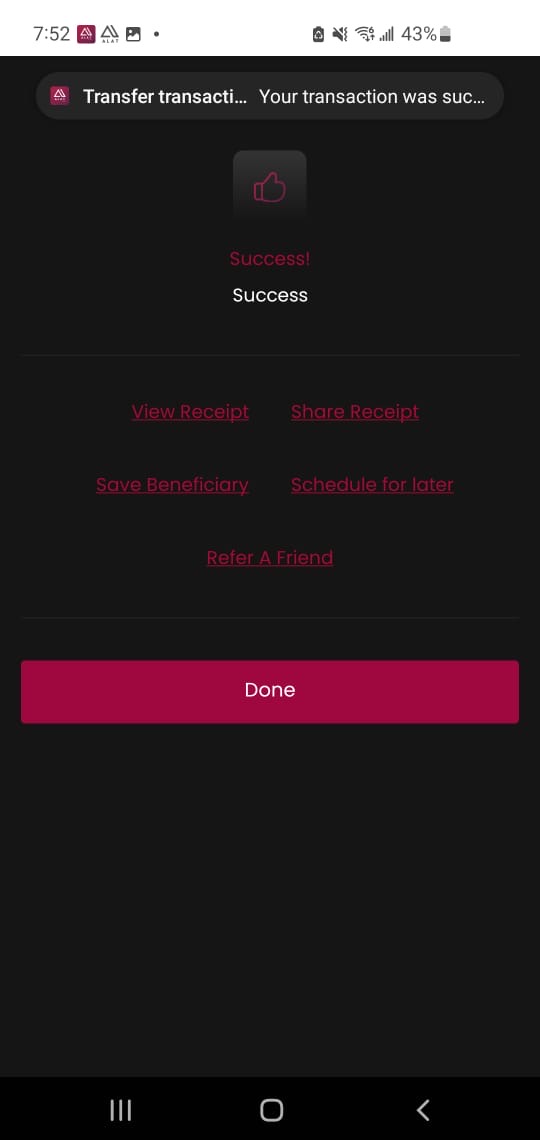 7:52 43%
Transfer transacti... Your transaction was suc...
Success!
Success
View Receipt Share Receipt
Save Beneficiary Schedule for later
Refer A Friend
Done